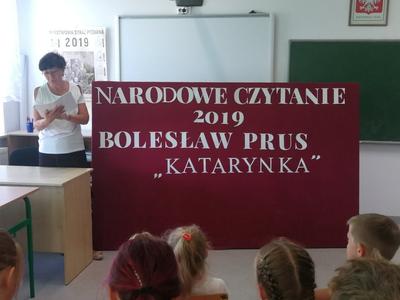 2019
NARODOWE CZYTANIE
2019
BOLESŁAW PRUS
„KATARYNKA”